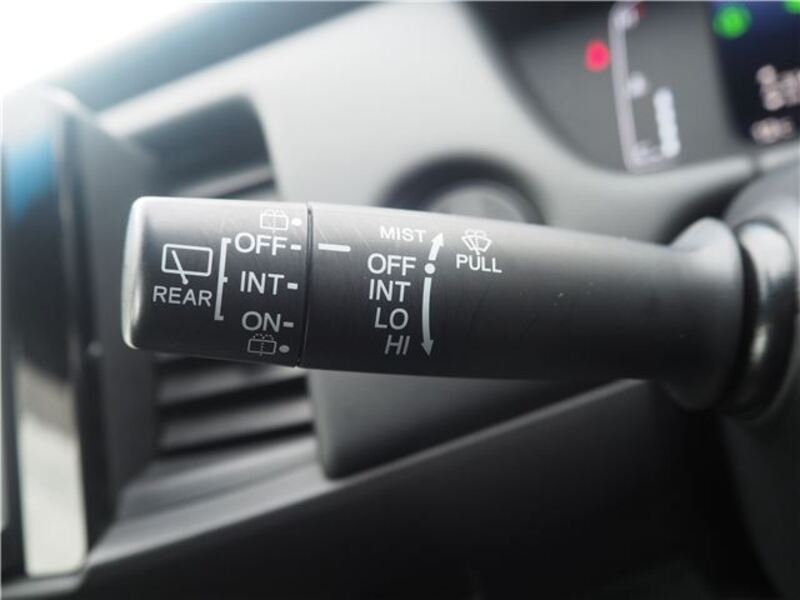 REAR
OFF
INT
ON
MIST
OFF
INT
LO
HI
PULL